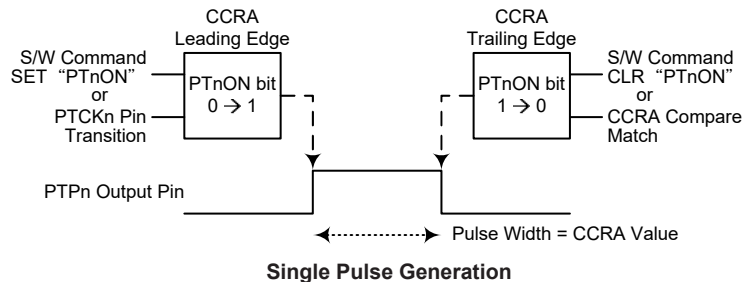 CCRA
Leading Edge
S/W Command
SET “PTnON”
or
PTCKn Pin
Transition
PTnON bit
0 → 1
CCRA
Trailing Edge
PTnON bit
1 → 0
S/W Command
CLR “PTnON”
or
CCRA Compare
Match
PTPn Output Pin
Pulse Width = CCRA Value
Single Pulse Generation